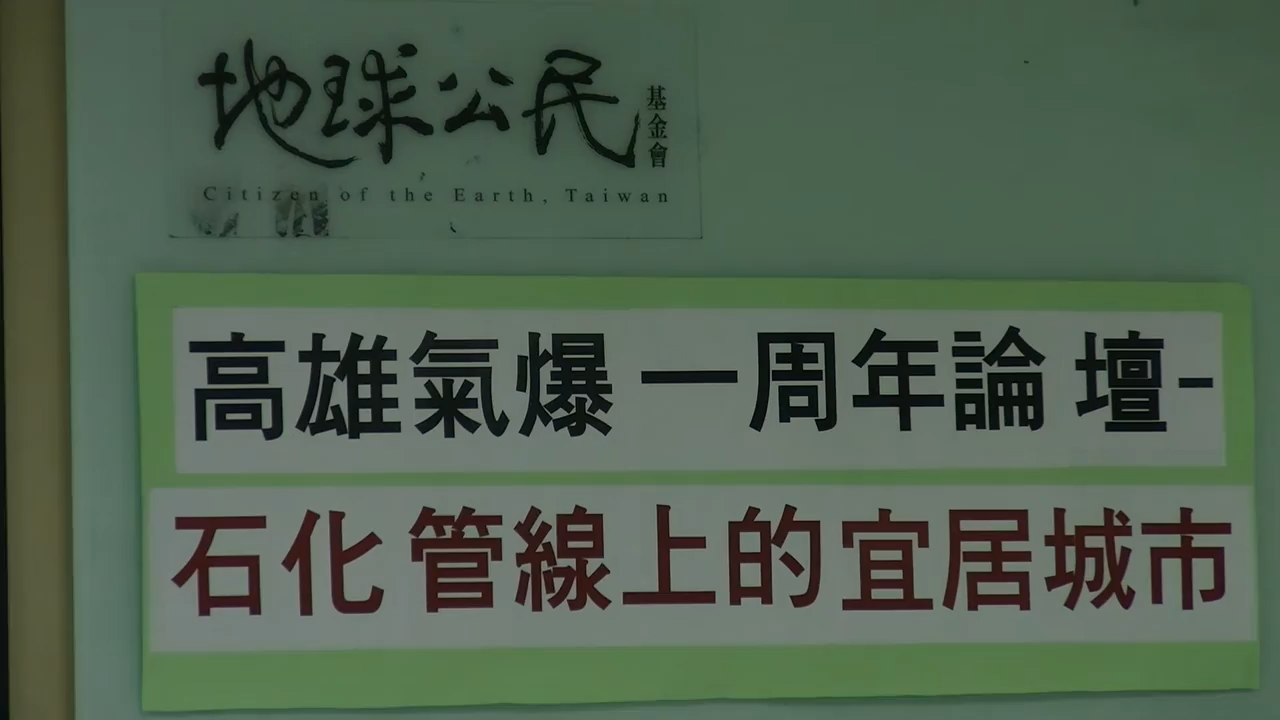 地球公民基金會
Citizen of the Earth, Taiwan
高雄氣爆一周年論壇-
石化管線上的宜居城市